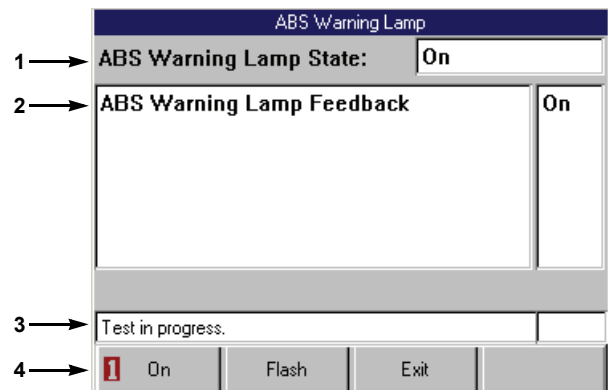 ABS Warning Lamp
1 ABS Warning Lamp State: On
2 ABS Warning Lamp Feedback On
3 Test in progress.
4 1 On Flash Exit